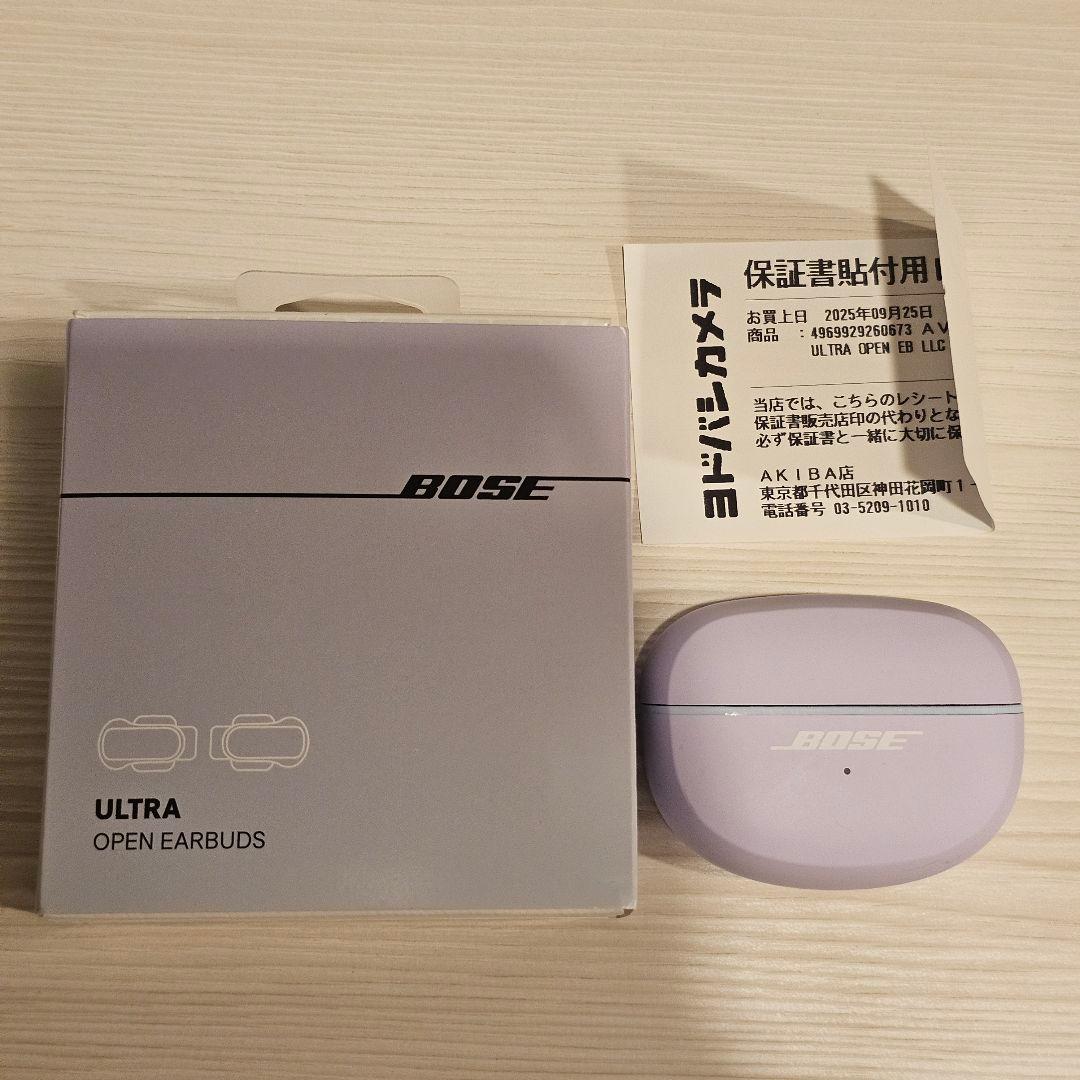 BOSE
ULTRA
OPEN EARBUDS
ヨドバシカメラ
保証書貼付用
お買上日 2025年09月25日
商品 :4969929260673 AV
ULTRA OPEN EB LLC
当店では、こちらのレシート
保証書販売店印の代わりとな
必ず保証書と一緒に大切に保
AKIBA店
東京都千代田区神田花岡町1-
電話番号 03-5209-1010
BOSE